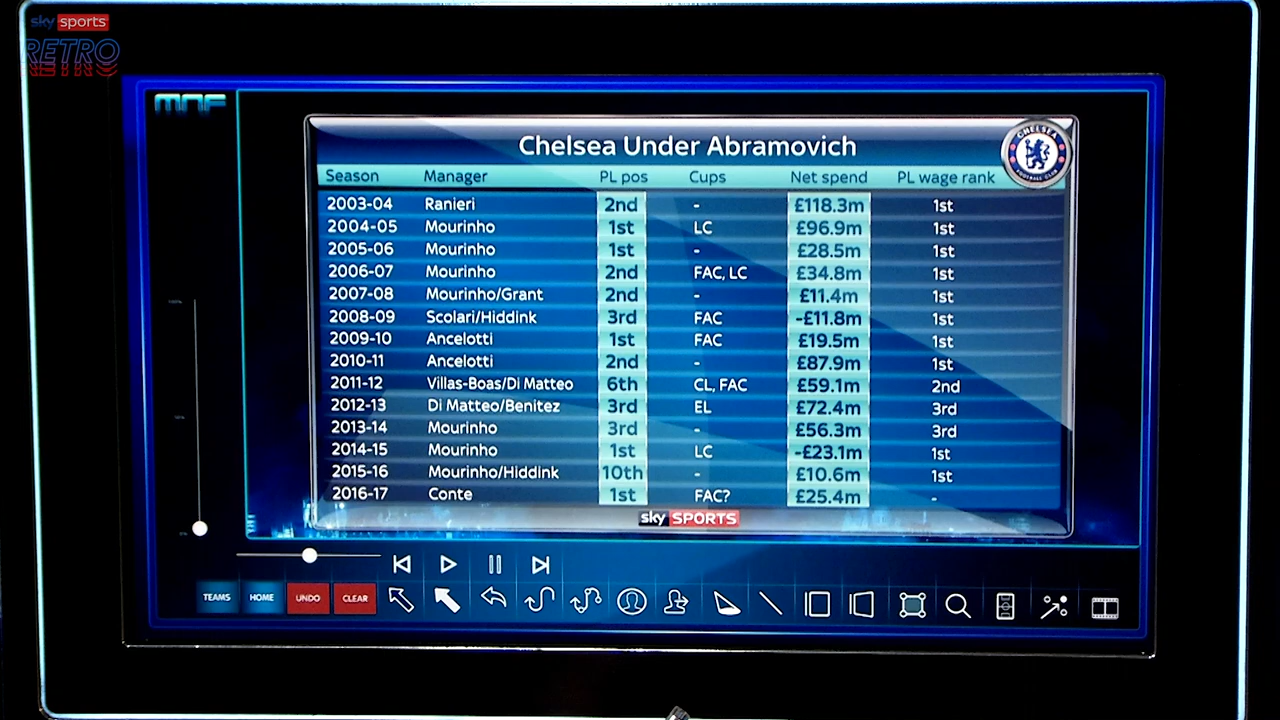 sky sports
RETRO
MNF
Chelsea Under Abramovich
CHELSEA FOOTBALL CLUB
Season Manager PL pos Cups Net spend PL wage rank
2003-04 Ranieri 2nd - £118.3m 1st
2004-05 Mourinho 1st LC £96.9m 1st
2005-06 Mourinho 1st - £28.5m 1st
2006-07 Mourinho 2nd FAC, LC £34.8m 1st
2007-08 Mourinho/Grant 2nd - £11.4m 1st
2008-09 Scolari/Hiddink 3rd FAC -£11.8m 1st
2009-10 Ancelotti 1st FAC £19.5m 1st
2010-11 Ancelotti 2nd - £87.9m 1st
2011-12 Villas-Boas/Di Matteo 6th CL, FAC £59.1m 2nd
2012-13 Di Matteo/Benitez 3rd EL £72.4m 3rd
2013-14 Mourinho 3rd - £56.3m 3rd
2014-15 Mourinho 1st LC -£23.1m 1st
2015-16 Mourinho/Hiddink 10th - £10.6m 1st
2016-17 Conte 1st FAC? £25.4m -
sky SPORTS
TEAMS HOME UNDO CLEAR